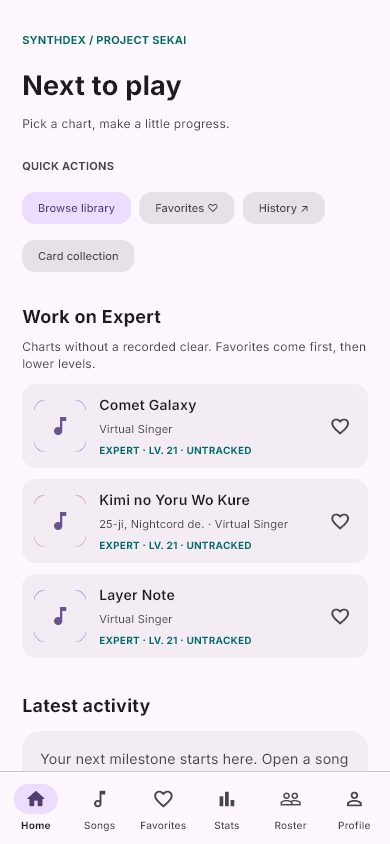 SYNTHDEX / PROJECT SEKAI
Next to play
Pick a chart, make a little progress.
QUICK ACTIONS
Browse library
Favorites ♡
History ↗
Card collection
Work on Expert
Charts without a recorded clear. Favorites come first, then
lower levels.
Comet Galaxy
Virtual Singer
EXPERT · LV. 21 · UNTRACKED
Kimi no Yoru Wo Kure
25-ji, Nightcord de. · Virtual Singer
EXPERT · LV. 21 · UNTRACKED
Layer Note
Virtual Singer
EXPERT · LV. 21 · UNTRACKED
Latest activity
Your next milestone starts here. Open a song
Home
Songs
Favorites
Stats
Roster
Profile